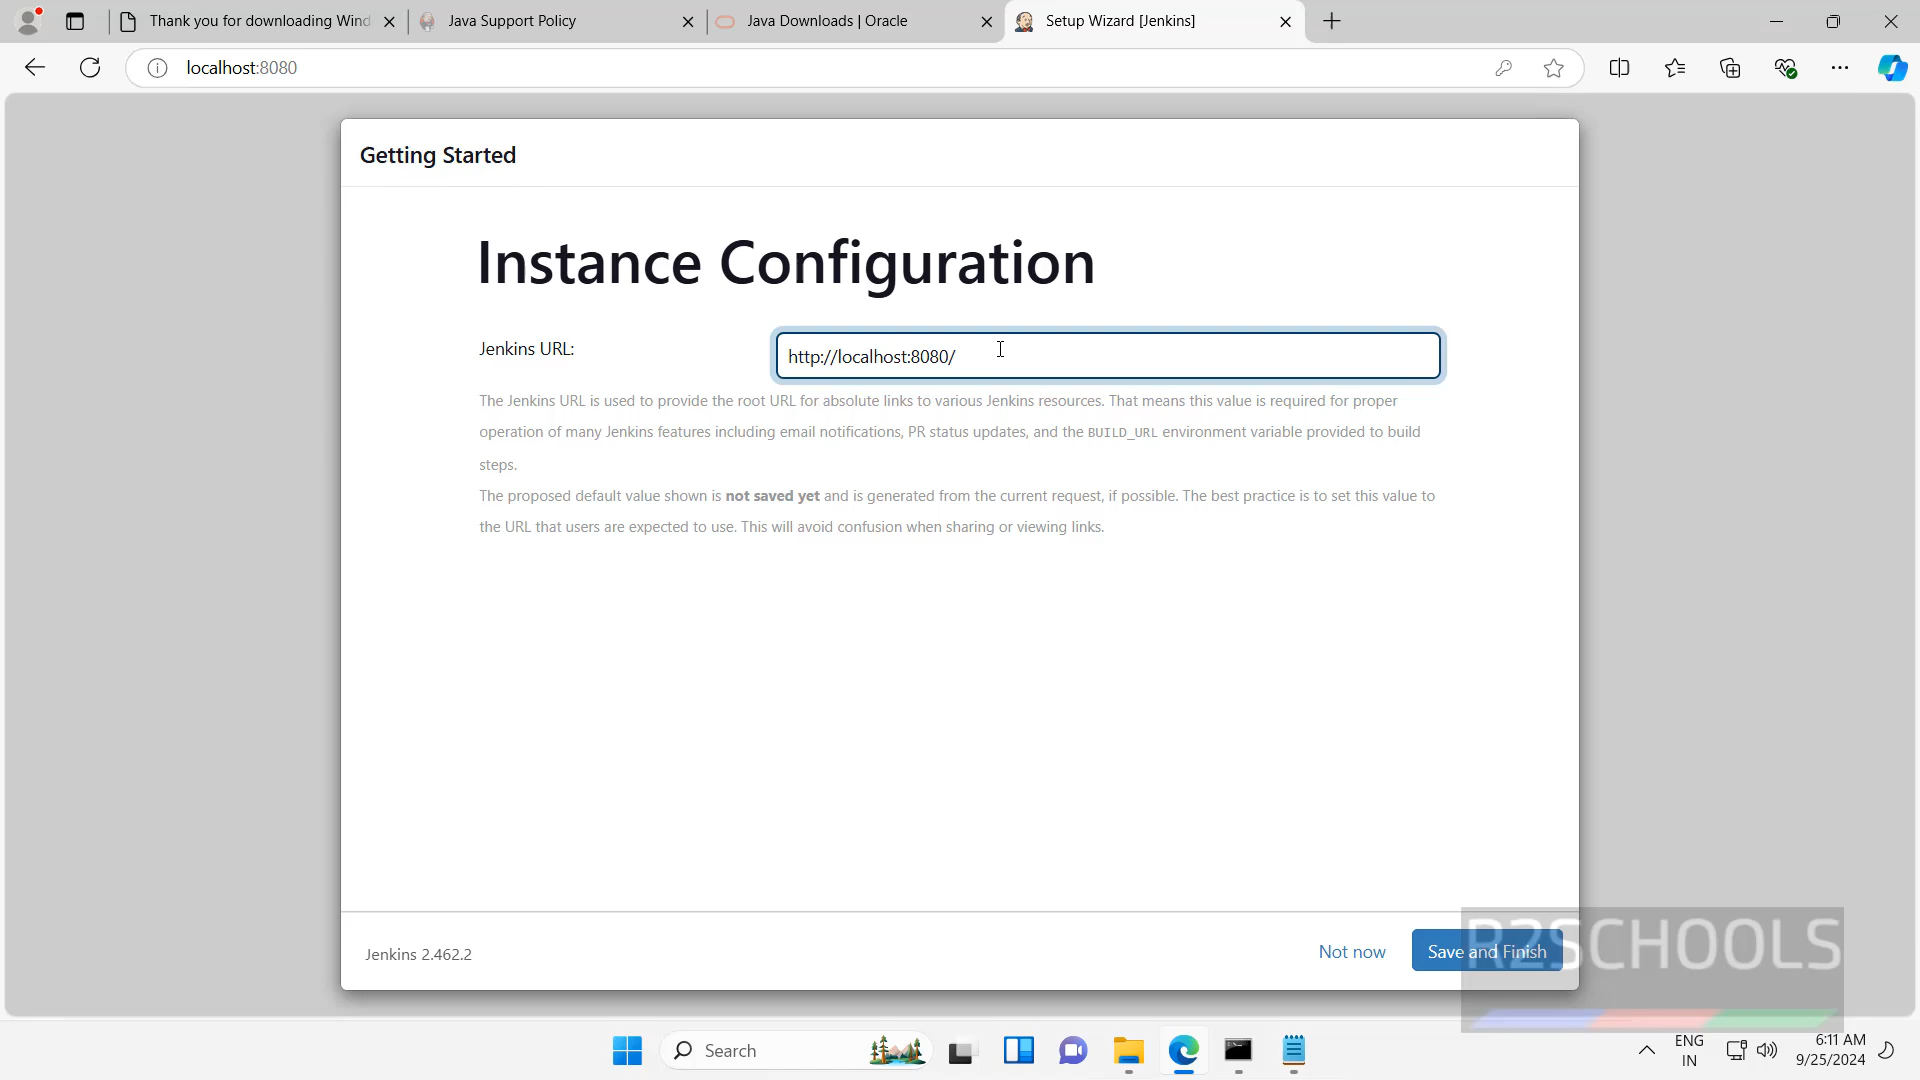 Thank you for downloading Wind
Java Support Policy
Java Downloads | Oracle
Setup Wizard [Jenkins]
localhost:8080
Getting Started
Instance Configuration
Jenkins URL:
http://localhost:8080/
The Jenkins URL is used to provide the root URL for absolute links to various Jenkins resources. That means this value is required for proper
operation of many Jenkins features including email notifications, PR status updates, and the BUILD_URL environment variable provided to build
steps.
The proposed default value shown is not saved yet and is generated from the current request, if possible. The best practice is to set this value to
the URL that users are expected to use. This will avoid confusion when sharing or viewing links.
Jenkins 2.462.2
Not now
Save and Finish
R2SCHOOLS
Search
ENG
IN
6:11 AM
9/25/2024